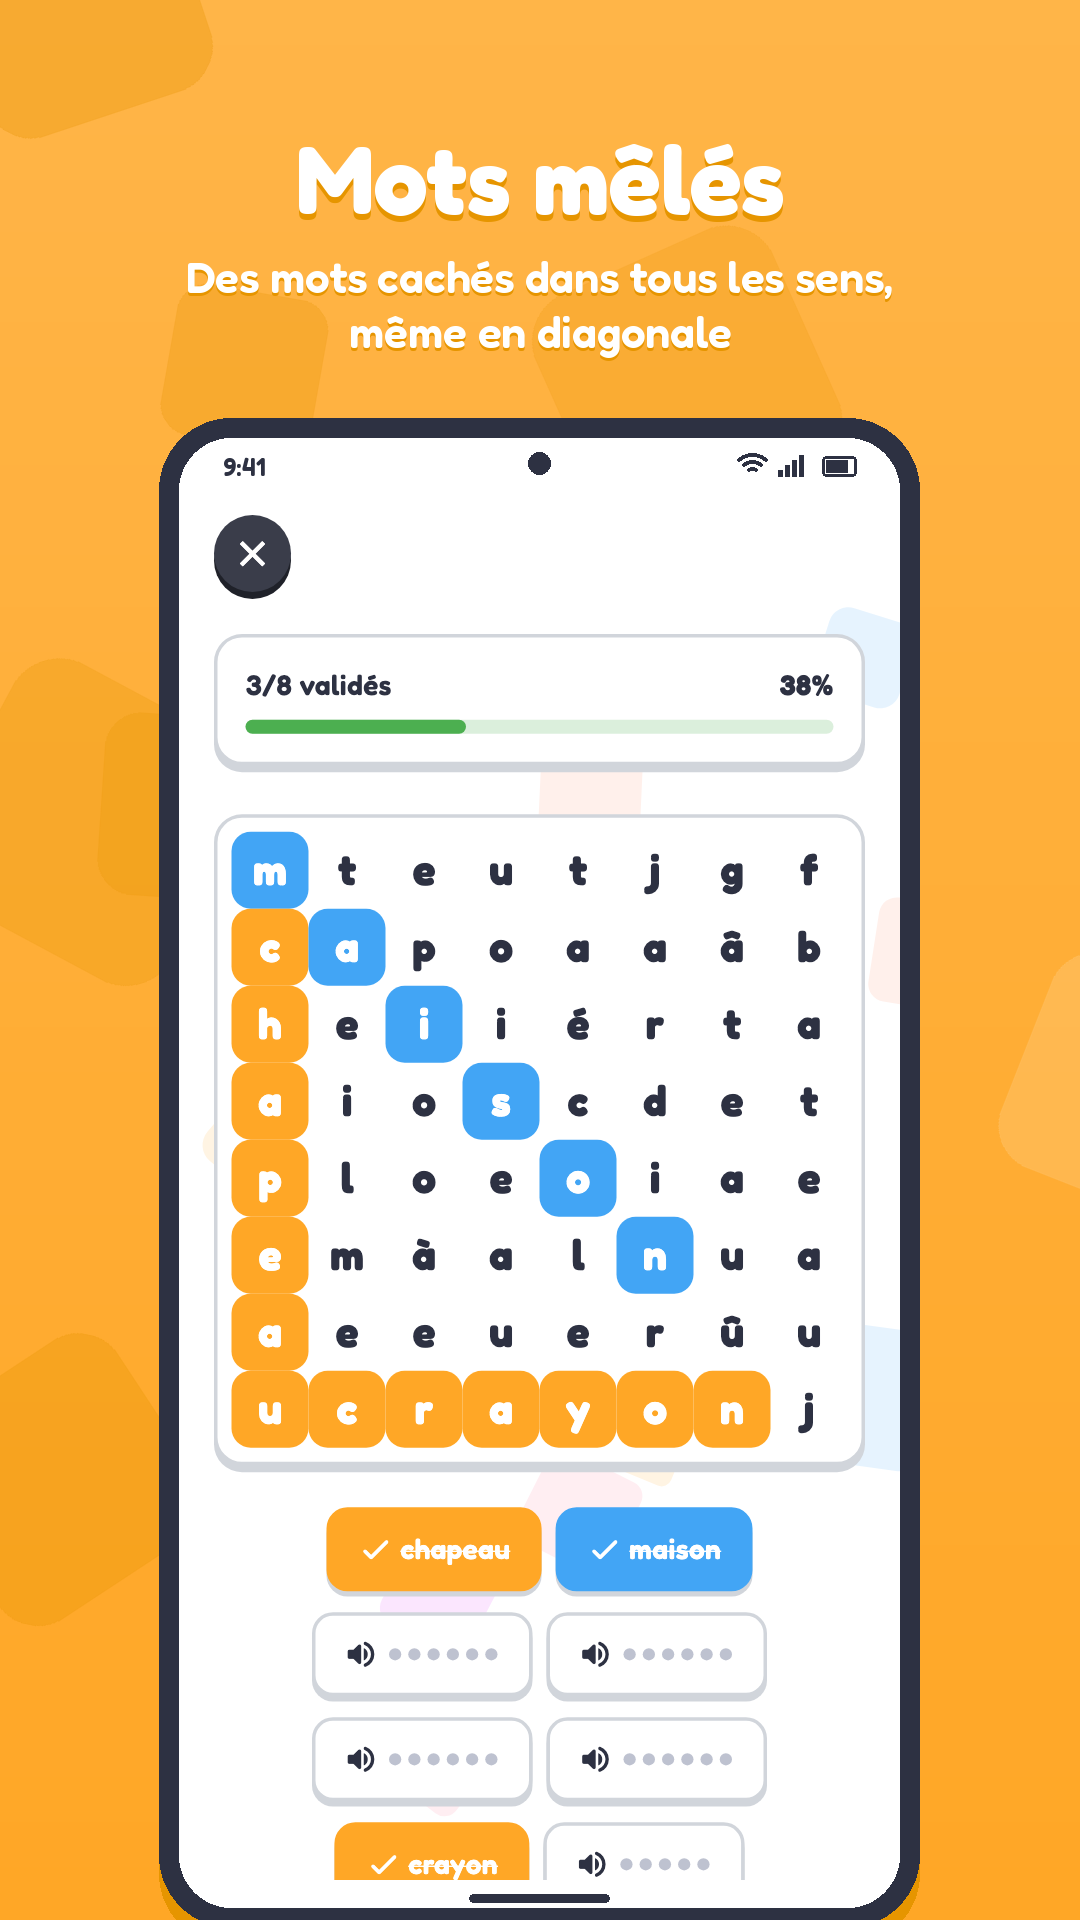 Mots mêlés
Des mots cachés dans tous les sens,
même en diagonale
9:41
3/8 validés 38%
m t e u t j g f
c a p o a a â b
h e i i é r t a
a i o s c d e t
p l o e o i a e
e m à a l n u a
a e e u e r û u
u c r a y o n j
chapeau maison
crayon